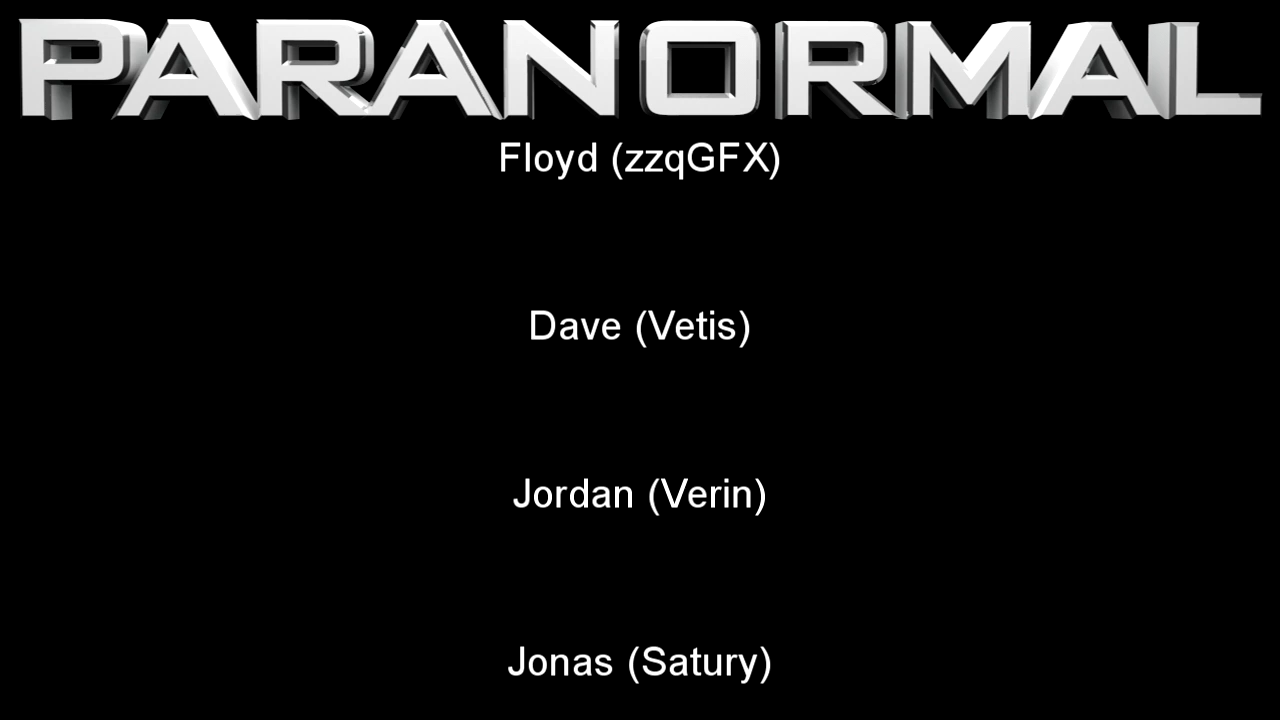 PARANORMAL
Floyd (zzqGFX)
Dave (Vetis)
Jordan (Verin)
Jonas (Satury)